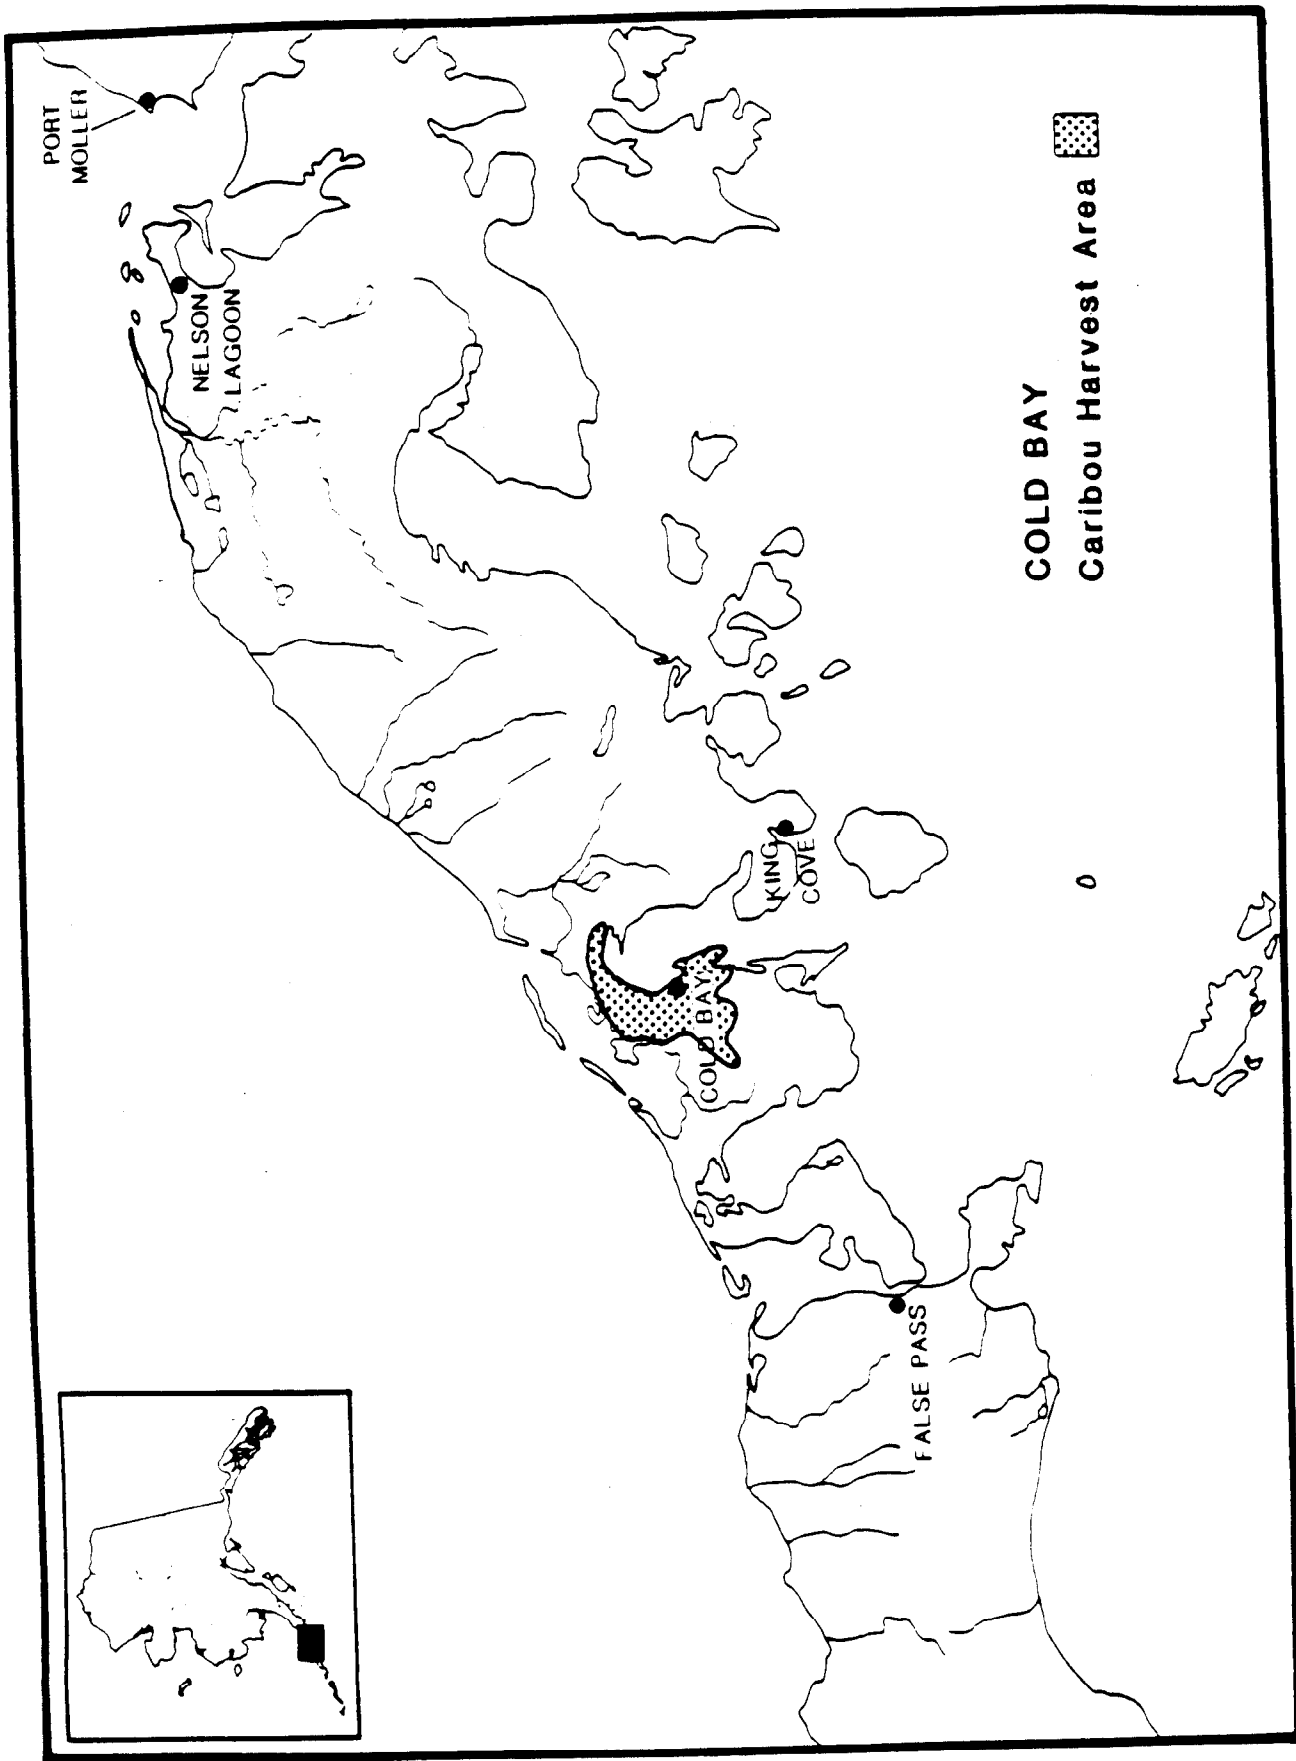 PORT
MOLLER
NELSON
LAGOON
KING
COVE
COLD BAY
FALSE PASS
COLD BAY
Caribou Harvest Area